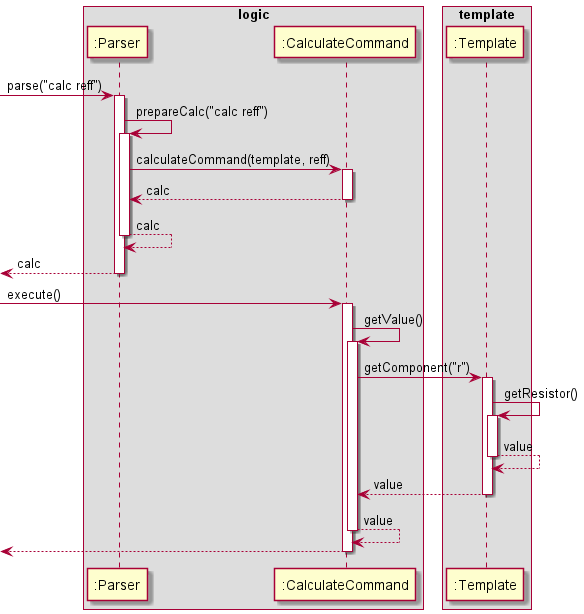 logic
template
:Parser
:CalculateCommand
:Template
parse("calc reff")
prepareCalc("calc reff")
calculateCommand(template, reff)
calc
calc
calc
execute()
getValue()
getComponent("r")
getResistor()
value
value
value
:Parser
:CalculateCommand
:Template